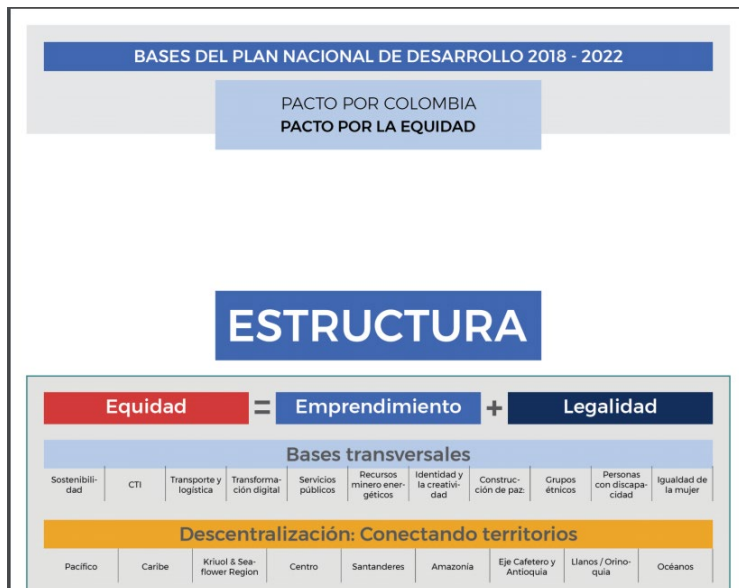 BASES DEL PLAN NACIONAL DE DESARROLLO 2018 - 2022
PACTO POR COLOMBIA
PACTO POR LA EQUIDAD
ESTRUCTURA
Equidad = Emprendimiento + Legalidad
Bases transversales
Sostenibili-
dad
CTI
Transporte y
logística
Transforma-
ción digital
Servicios
públicos
Recursos
minero ener-
géticos
Identidad y
la creativi-
dad
Construc-
ción de paz:
Grupos
étnicos
Personas
con discapa-
cidad
Igualdad de
la mujer
Descentralización: Conectando territorios
Pacífico
Caribe
Kriuol & Sea-
flower Region
Centro
Santanderes
Amazonía
Eje Cafetero y
Antioquia
Llanos / Orino-
quia
Océanos